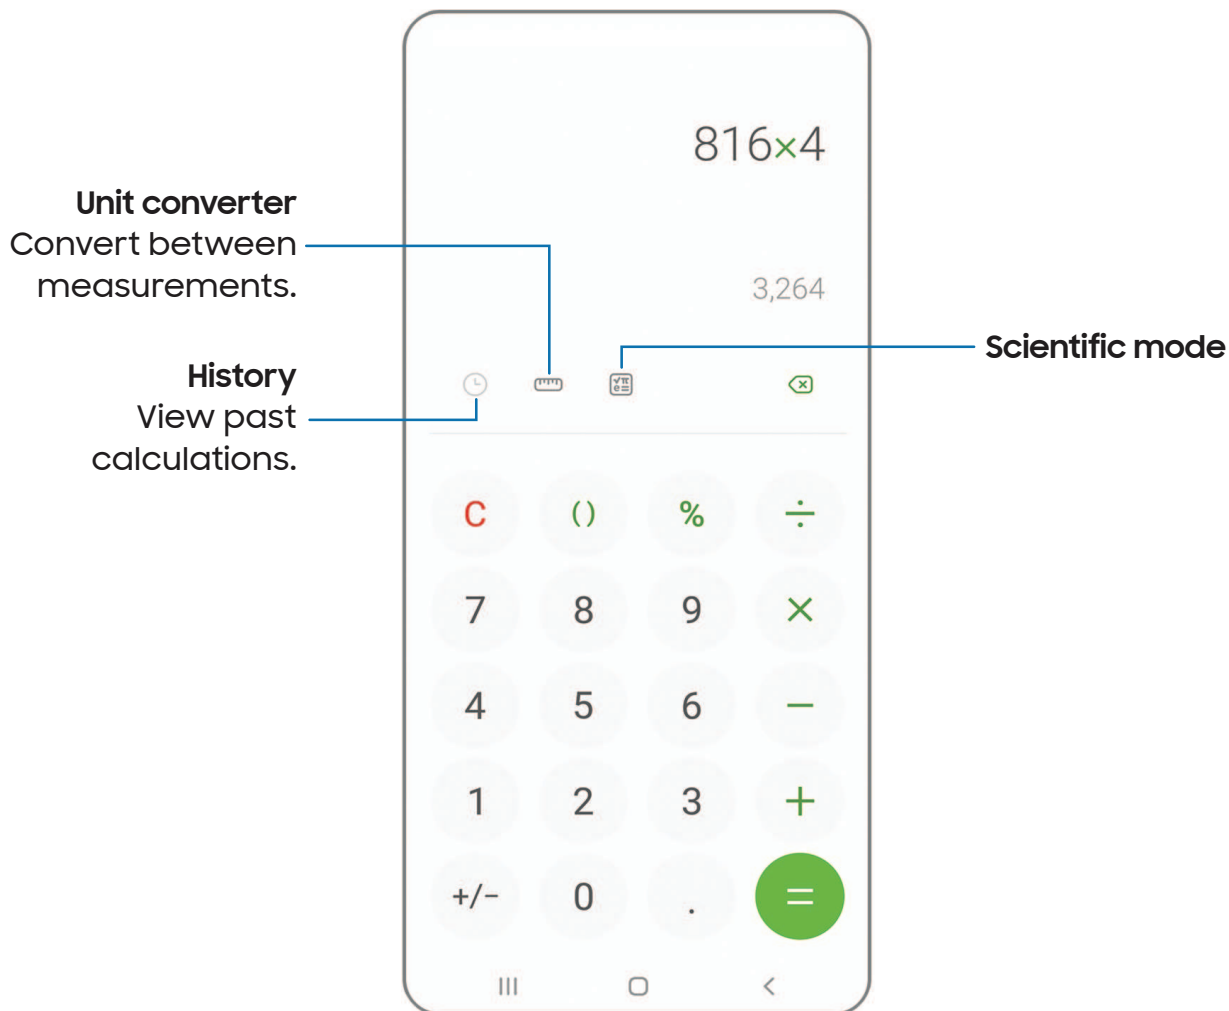 816×4
Unit converter
Convert between
measurements.
3,264
Scientific mode
History
View past
calculations.
√π
e=
C () % ÷
7 8 9 ×
4 5 6 −
1 2 3 +
+/− 0 . =